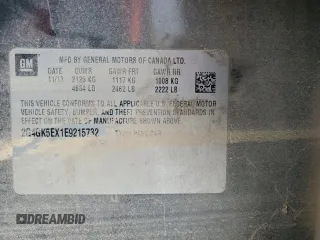 GM
MFD BY GENERAL MOTORS OF CANADA LTD.
11/13 GVWR GAWR FRT GAWR RR
2125 KG 1117 KG 1008 KG
4684 LB 2462 LB 2222 LB
THIS VEHICLE CONFORMS TO ALL APPLICABLE U.S. FEDERAL MOTOR
VEHICLE SAFETY, BUMPER, AND THEFT PREVENTION STANDARDS IN
EFFECT ON THE DATE OF MANUFACTURE SHOWN ABOVE.
2G4GK5EX1E9215732
DREAMBID